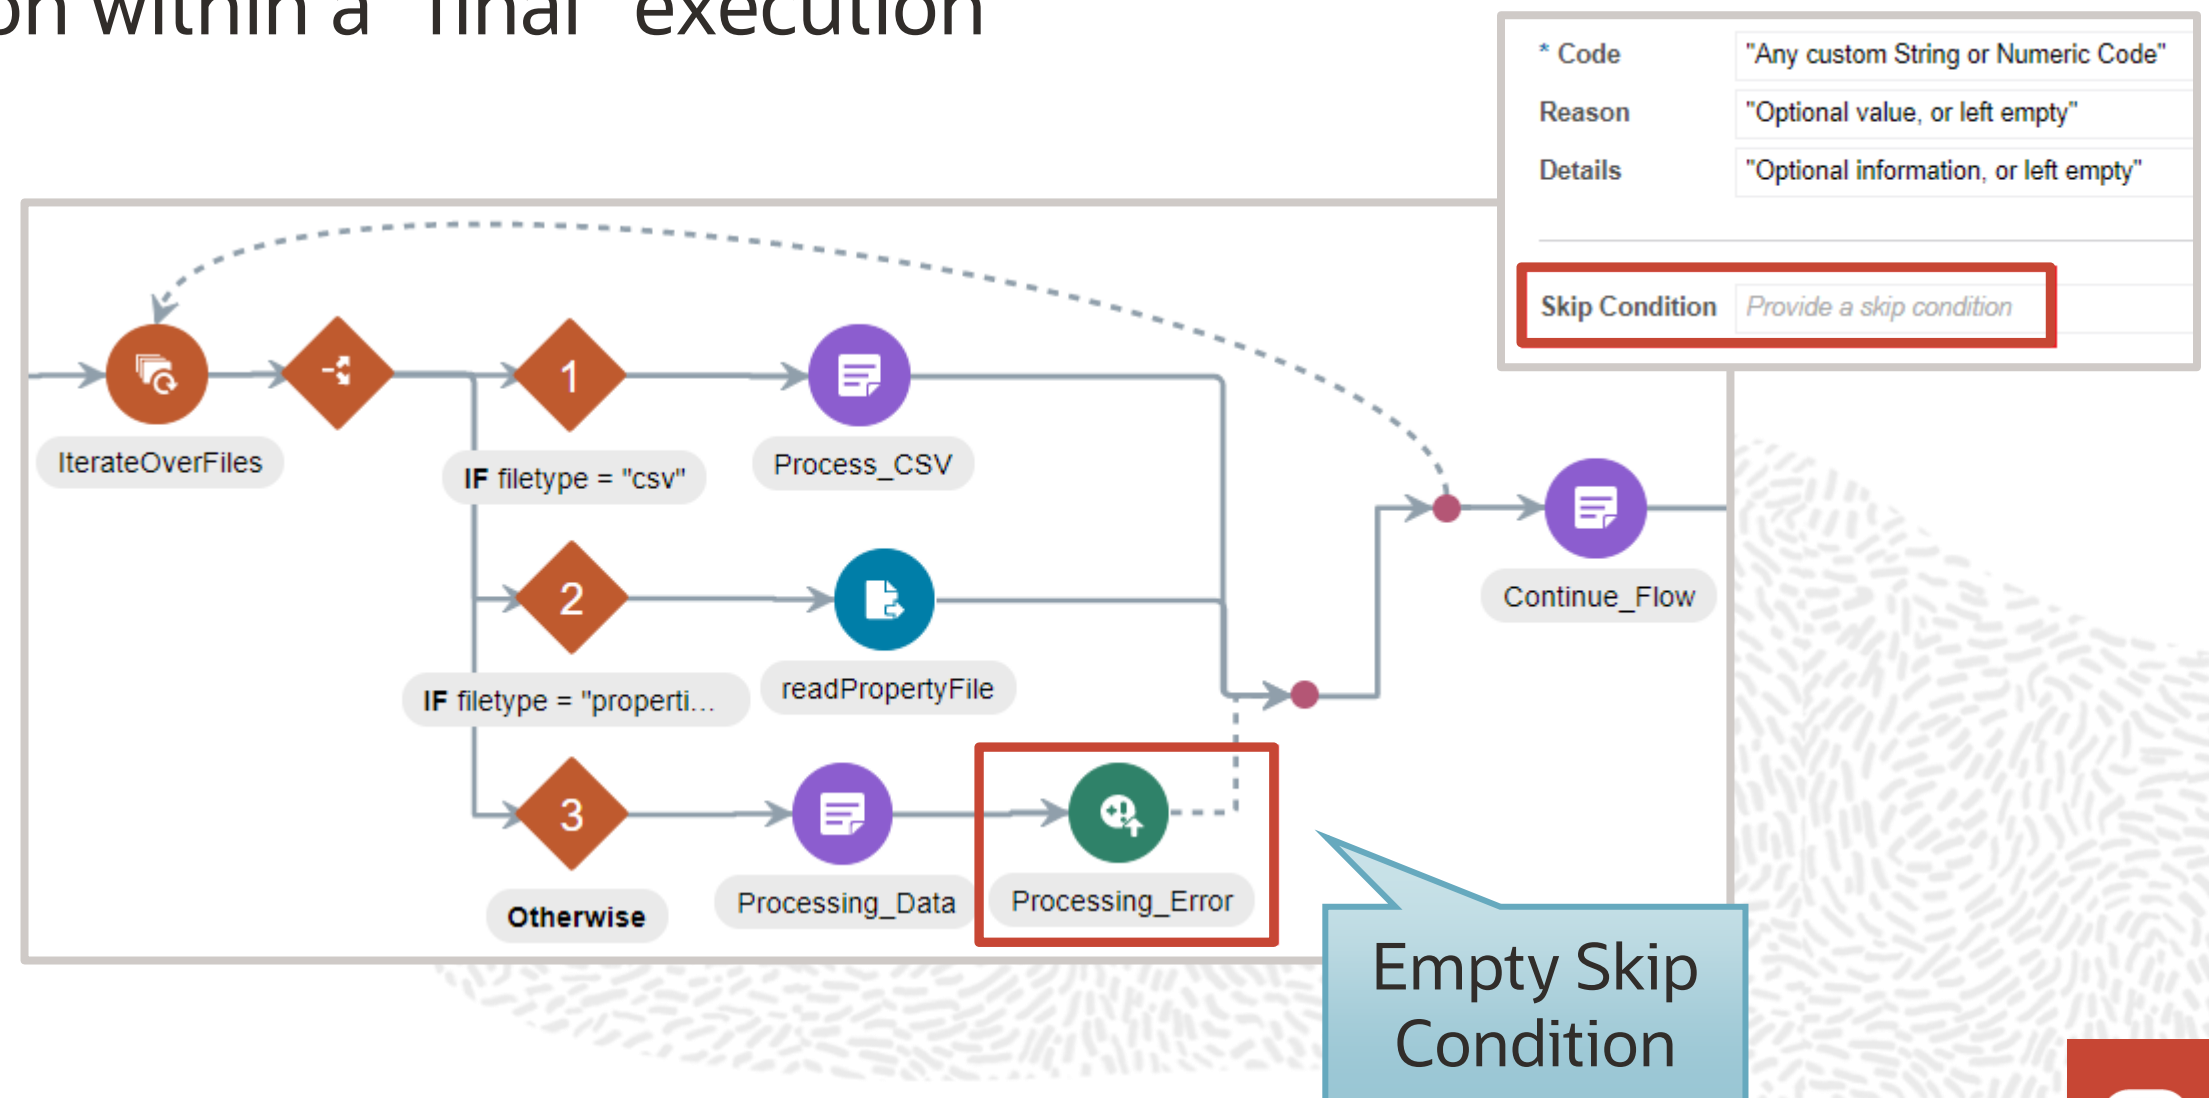 on within a "final" execution
* Code "Any custom String or Numeric Code"
Reason "Optional value, or left empty"
Details "Optional information, or left empty"
Skip Condition Provide a skip condition
1
IterateOverFiles
IF filetype = "csv"
Process_CSV
2
Continue_Flow
IF filetype = "properti...
readPropertyFile
3
Otherwise
Processing_Data
Processing_Error
Empty Skip
Condition